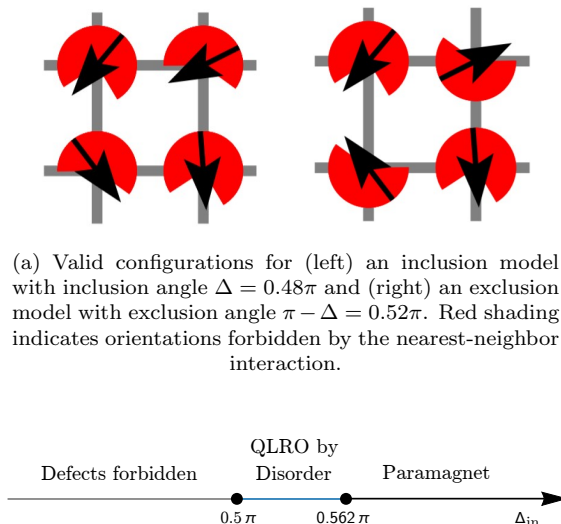 (a) Valid configurations for (left) an inclusion model
with inclusion angle Δ = 0.48π and (right) an exclusion
model with exclusion angle π − Δ = 0.52π. Red shading
indicates orientations forbidden by the nearest-neighbor
interaction.
QLRO by
Defects forbidden Disorder Paramagnet
0.5 π 0.562 π Δin